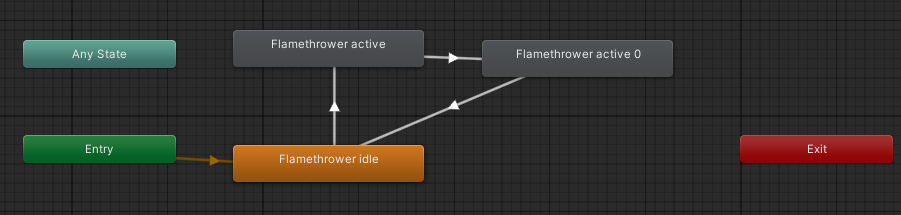 Any State
Flamethrower active
Flamethrower active 0
Entry
Flamethrower idle
Exit